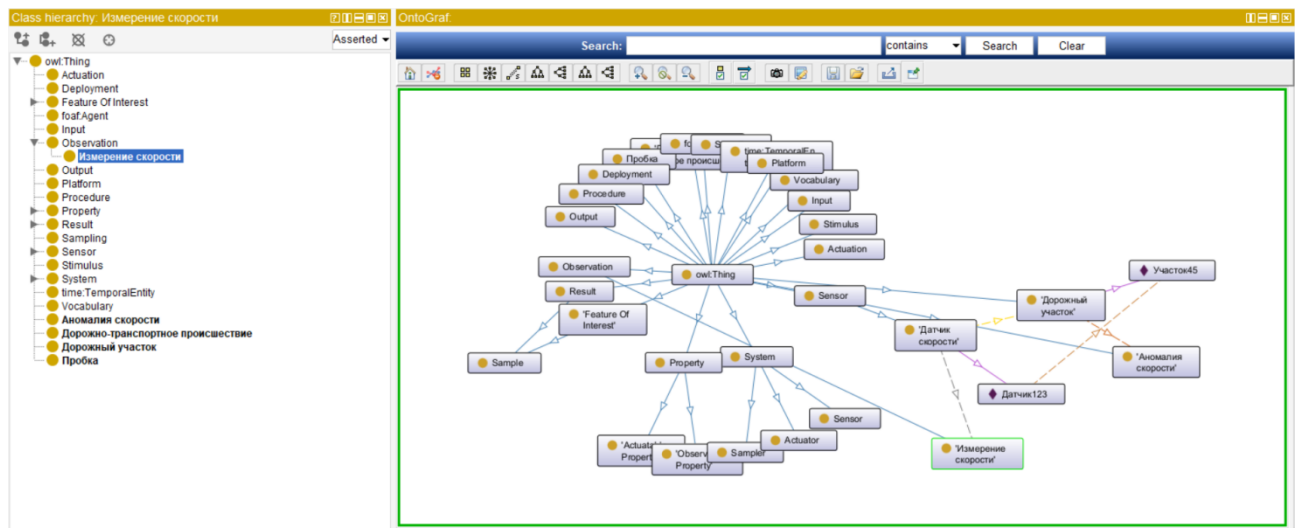 Class hierarchy: Измерение скорости
OntoGraf:
Asserted
Search:
contains
Search
Clear
owl:Thing
Actuation
Deployment
Feature Of Interest
foaf:Agent
Input
Observation
Измерение скорости
Output
Platform
Procedure
Property
Result
Sampling
Sensor
Stimulus
System
time:TemporalEntity
Vocabulary
Аномалия скорости
Дорожно-транспортное происшествие
Дорожный участок
Пробка
time:TemporalEn
Пробка
Platform
Deployment
Vocabulary
Procedure
Input
Output
Stimulus
Actuation
Observation
owl:Thing
Участок45
Result
Sensor
'Дорожный
участок'
'Feature Of
Interest'
'Датчик
скорости'
Sample
Property
System
'Аномалия
скорости'
Датчик123
Sensor
Actuator
Sampler
'Измерение
скорости'
Property'